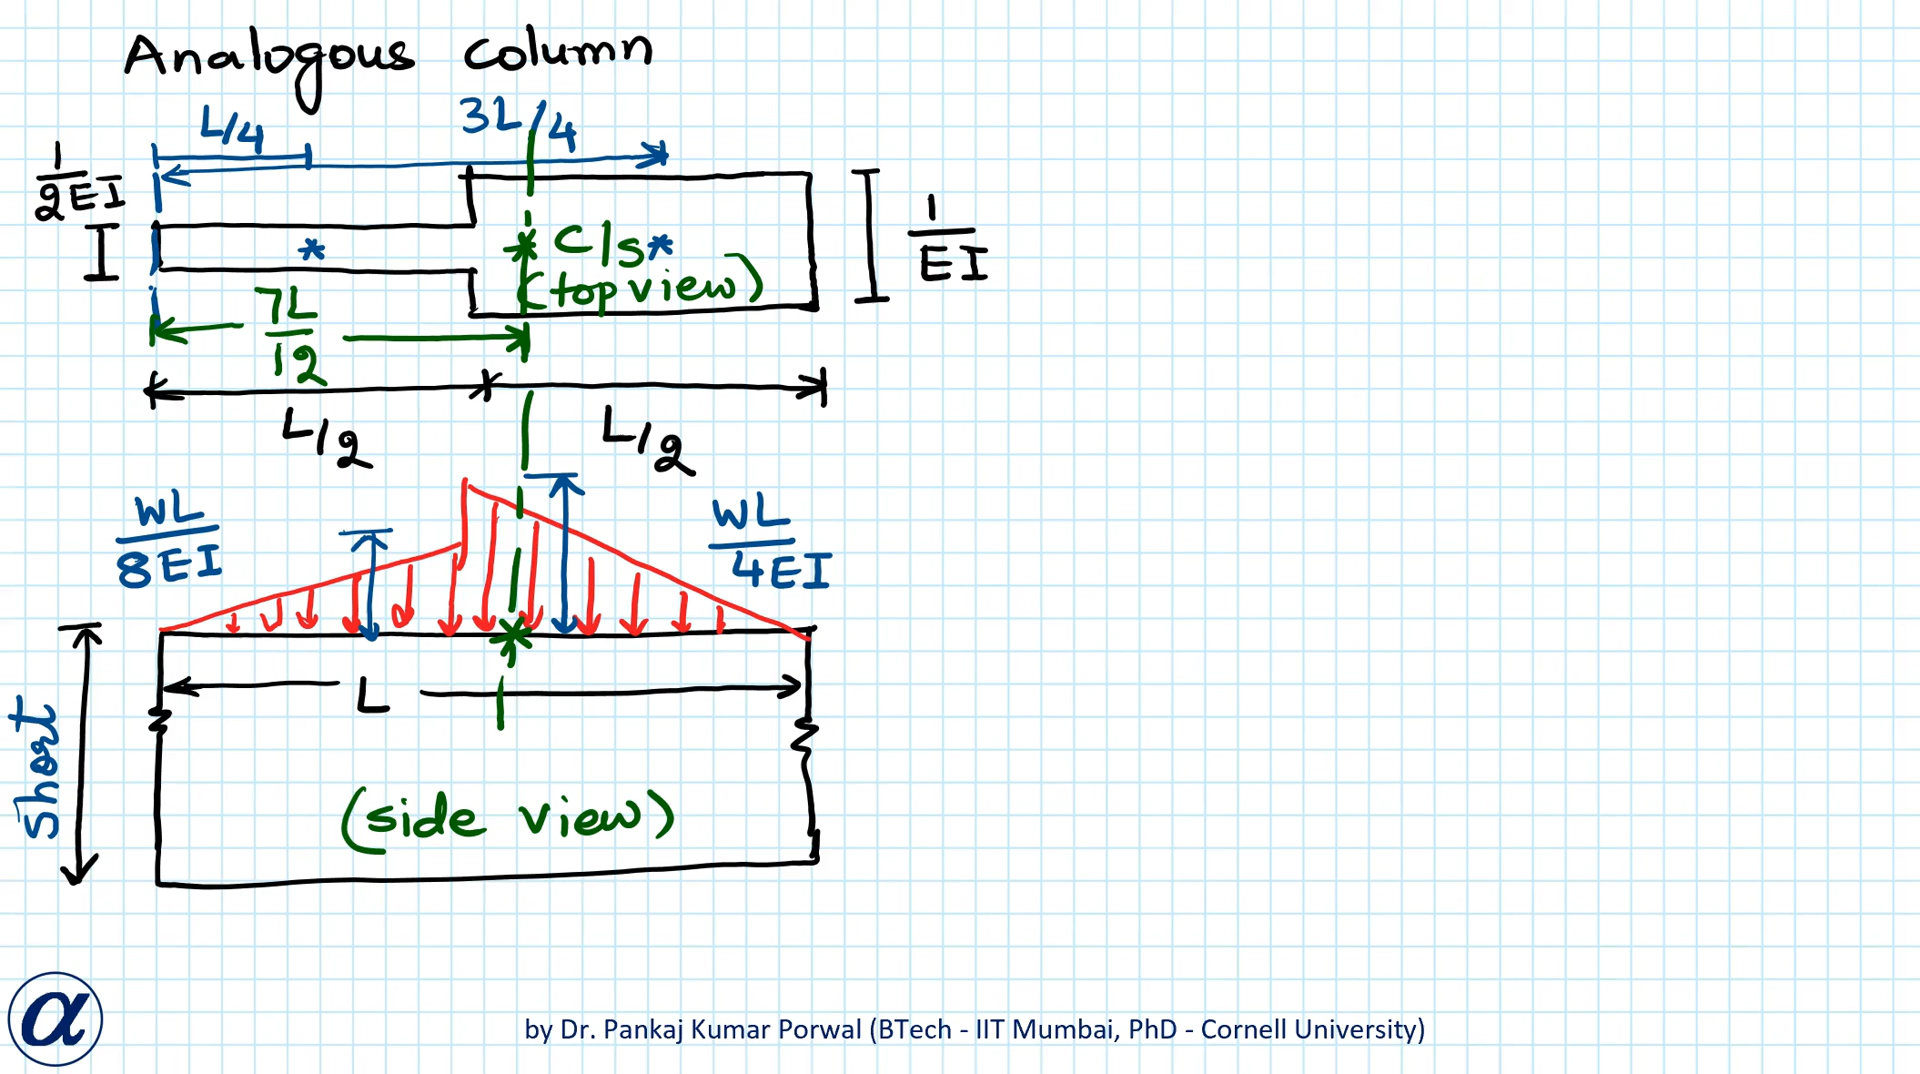 Analogous column
L/4
3L/4
1/2EI
I
C/s
(top view)
1/EI
7L/12
L/2
L/2
WL/8EI
WL/4EI
L
Short
(side view)
α
by Dr. Pankaj Kumar Porwal (BTech - IIT Mumbai, PhD - Cornell University)